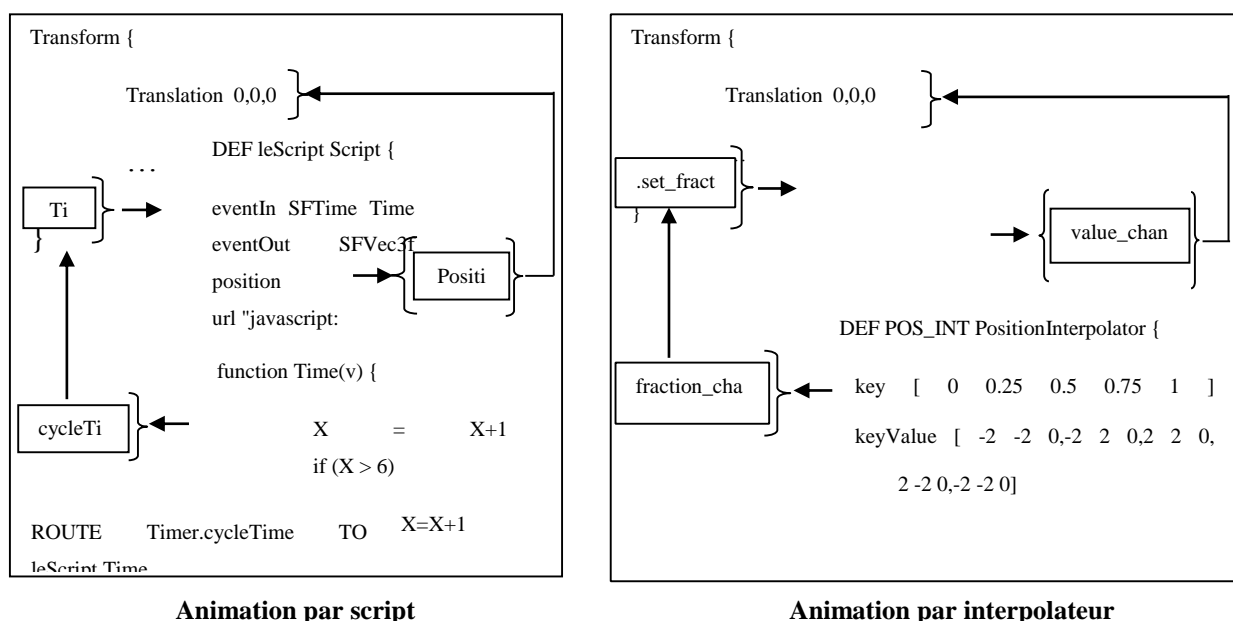 Transform {
Translation 0,0,0
DEF leScript Script {
...
Ti
}
eventIn SFTime Time
eventOut SFVec3f
position
Positi
url "javascript:
function Time(v) {
cycleTi
X = X+1
if (X > 6)
X=X+1
ROUTE Timer.cycleTime TO
leScript.Time
Animation par script
Transform {
Translation 0,0,0
.set_fract
}
value_chan
DEF POS_INT PositionInterpolator {
fraction_cha
key [ 0 0.25 0.5 0.75 1 ]
keyValue [ -2 -2 0,-2 2 0,2 2 0,
2 -2 0,-2 -2 0]
Animation par interpolateur